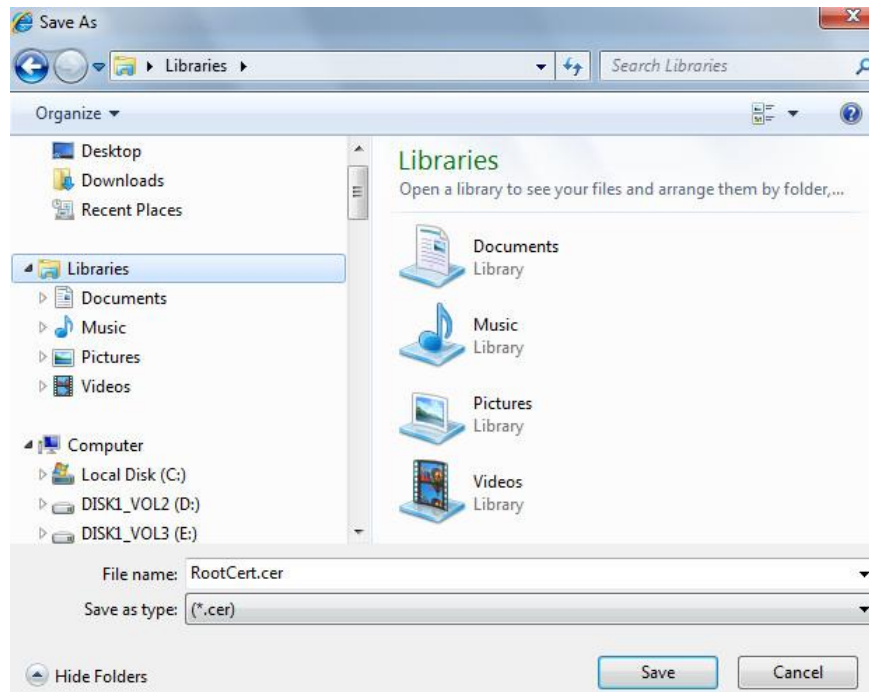 Save As
Libraries
Search Libraries
Organize
Desktop
Downloads
Recent Places
Libraries
Documents
Music
Pictures
Videos
Computer
Local Disk (C:)
DISK1_VOL2 (D:)
DISK1_VOL3 (E:)
Libraries
Open a library to see your files and arrange them by folder,...
Documents
Library
Music
Library
Pictures
Library
Videos
Library
File name: RootCert.cer
Save as type: (*.cer)
Hide Folders
Save
Cancel